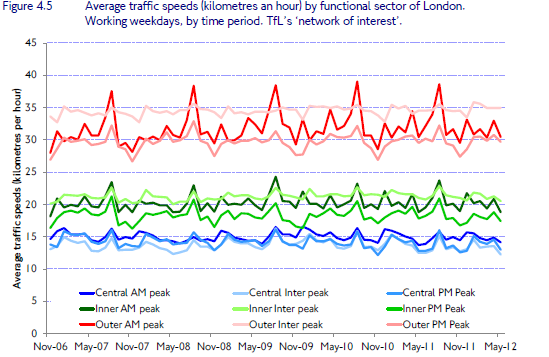 Figure 4.5 Average traffic speeds (kilometres an hour) by functional sector of London.
Working weekdays, by time period. TfL's 'network of interest'.
Average traffic speeds (kilometres per hour)
45
40
35
30
25
20
15
10
5
0
Central AM peak Central Inter peak Central PM Peak
Inner AM peak Inner Inter peak Inner PM Peak
Outer AM peak Outer Inter peak Outer PM Peak
Nov-06 May-07 Nov-07 May-08 Nov-08 May-09 Nov-09 May-10 Nov-10 May-11 Nov-11 May-12